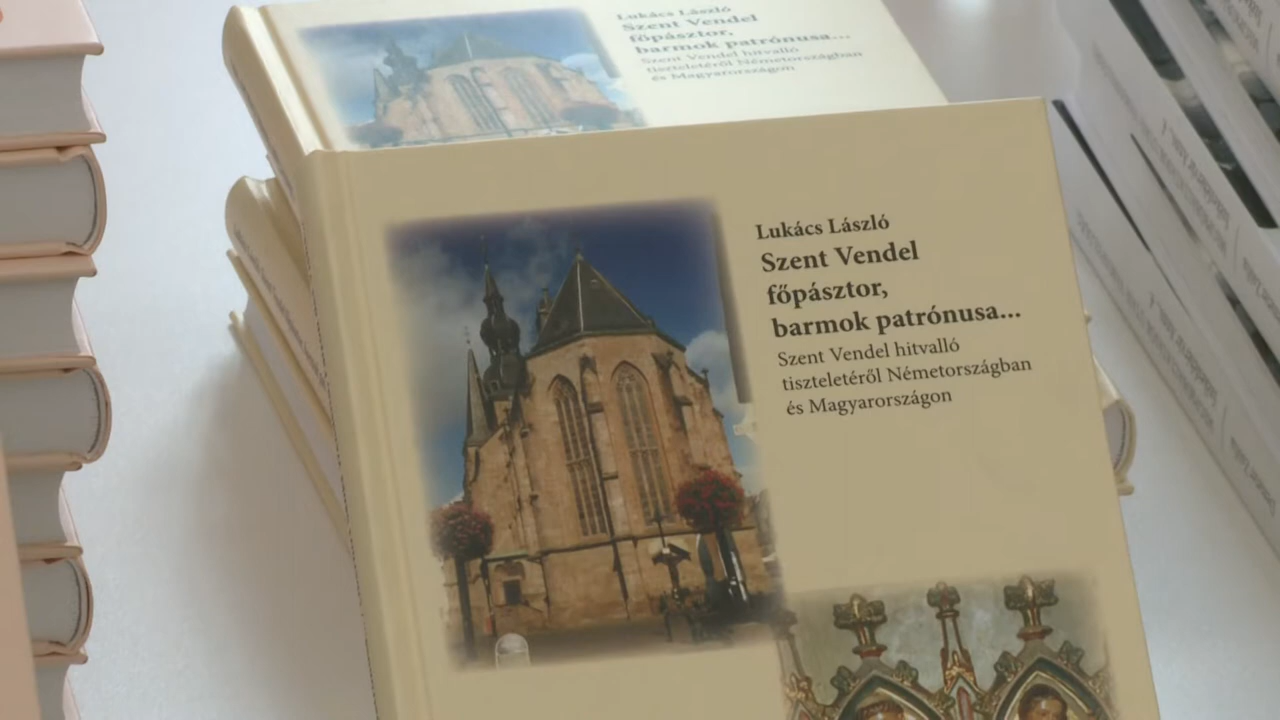 Lukács László
Szent Vendel
főpásztor,
barmok patrónusa...
Szent Vendel hitvalló
tiszteletéről Németországban
és Magyarországon
Lukács László
Szent Vendel
főpásztor,
barmok patrónusa...
Szent Vendel hitvalló
tiszteletéről Németországban
és Magyarországon